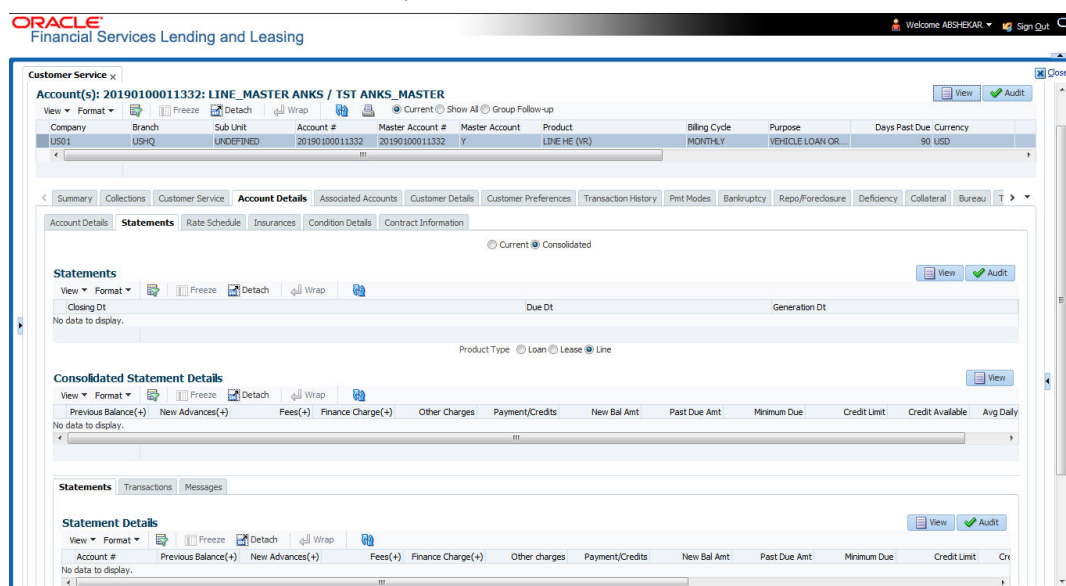 ORACLE
Welcome ABSHEKAR Sign Out
Financial Services Lending and Leasing
Customer Service x
Close
Account(s): 20190100011332: LINE_MASTER ANKS / TST ANKS_MASTER
View Audit
View Format Freeze Detach Wrap Current Show All Group Follow-up
Company Branch Sub Unit Account # Master Account # Master Account Product Billing Cycle Purpose Days Past Due Currency
US01 USHQ UNDEFINED 20190100011332 20190100011332 Y LINE HE (VR) MONTHLY VEHICLE LOAN OR... 90 USD
Summary Collections Customer Service Account Details Associated Accounts Customer Details Customer Preferences Transaction History Pmt Modes Bankruptcy Repo/Foreclosure Deficiency Collateral Bureau T
Account Details Statements Rate Schedule Insurances Condition Details Contract Information
Current Consolidated
Statements
View Audit
View Format Freeze Detach Wrap
Closing Dt Due Dt Generation Dt
No data to display.
Product Type Loan Lease Line
Consolidated Statement Details
View
View Format Freeze Detach Wrap
Previous Balance(+) New Advances(+) Fees(+) Finance Charge(+) Other Charges Payment/Credits New Bal Amt Past Due Amt Minimum Due Credit Limit Credit Available Avg Daily
No data to display.
Statements Transactions Messages
Statement Details
View Audit
View Format Freeze Detach Wrap
Account # Previous Balance(+) New Advances(+) Fees(+) Finance Charge(+) Other charges Payment/Credits New Bal Amt Past Due Amt Minimum Due Credit Limit Cre
No data to display.